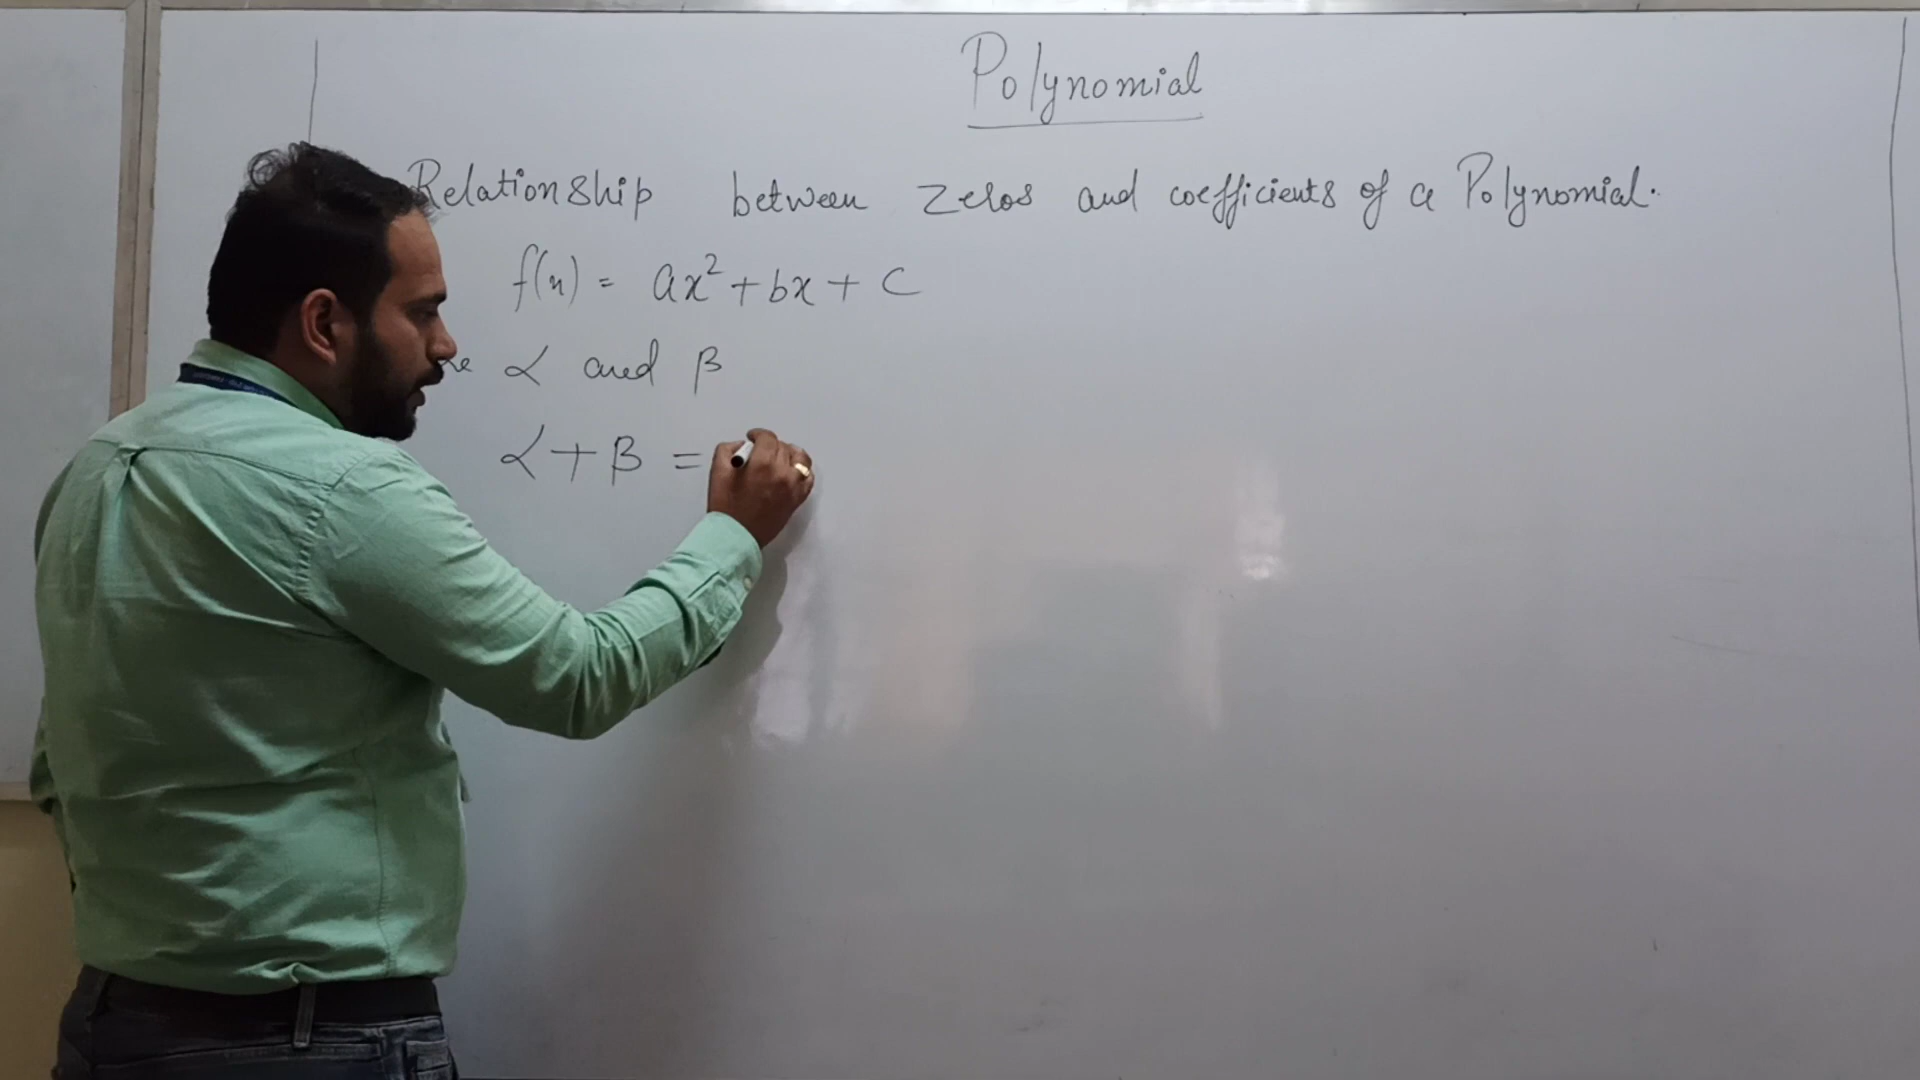 Polynomial
Relationship between zeros and coefficients of a Polynomial.
f(x) = ax² + bx + c
α and β
α + β =